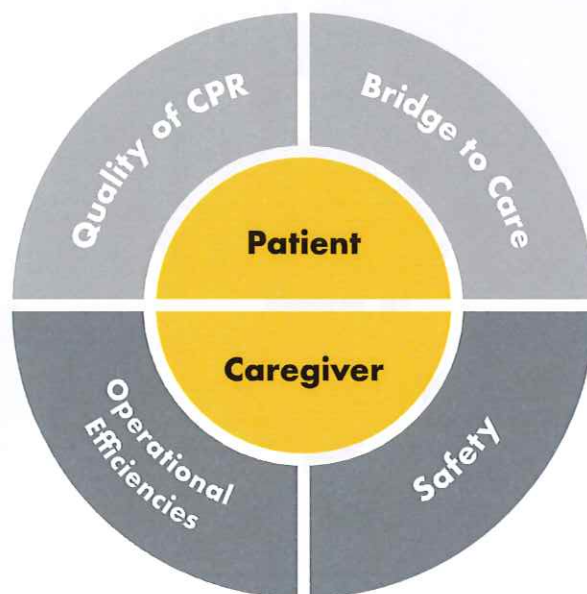 Quality of CPR
Bridge to Care
Patient
Caregiver
Operational
Efficiencies
Safety